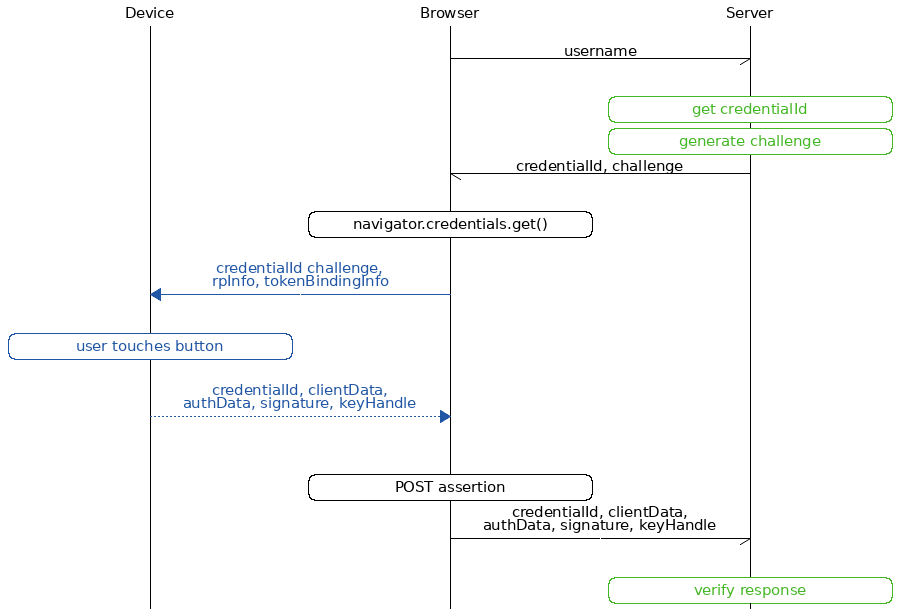 Device Browser Server
username
get credentialId
generate challenge
credentialId, challenge
navigator.credentials.get()
credentialId challenge,
rpInfo, tokenBindingInfo
user touches button
credentialId, clientData,
authData, signature, keyHandle
POST assertion
credentialId, clientData,
authData, signature, keyHandle
verify response